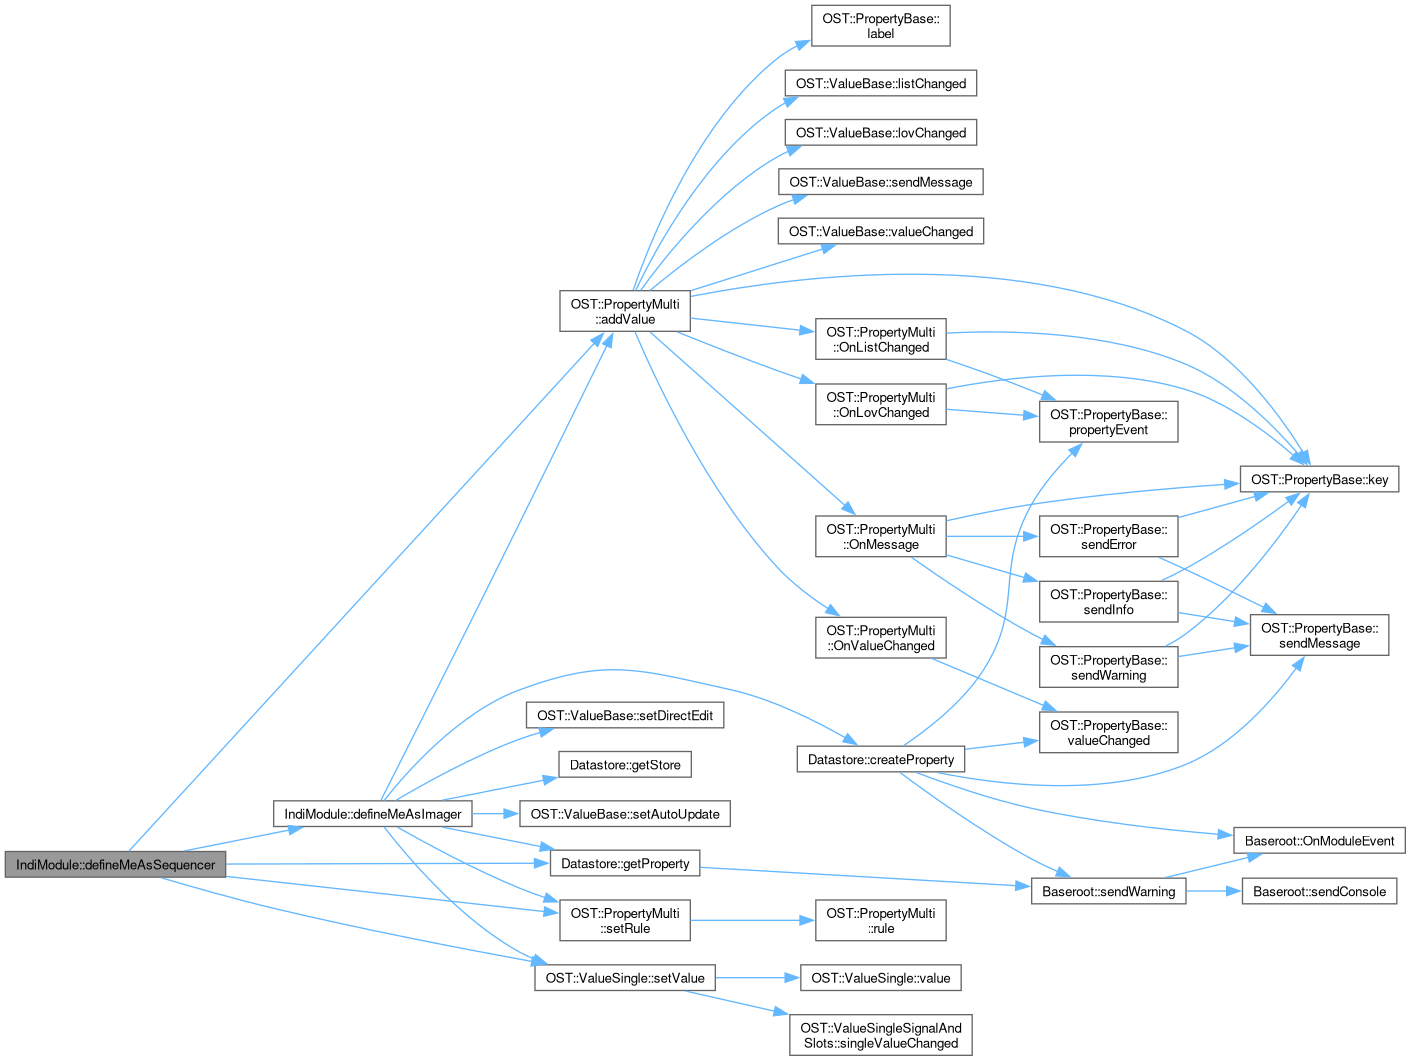 OST::PropertyBase::
label
OST::ValueBase::listChanged
OST::ValueBase::lovChanged
OST::ValueBase::sendMessage
OST::ValueBase::valueChanged
OST::PropertyMulti
::addValue
OST::PropertyMulti
::OnListChanged
OST::PropertyMulti
::OnLovChanged
OST::PropertyBase::
propertyEvent
OST::PropertyBase::key
OST::PropertyMulti
::OnMessage
OST::PropertyBase::
sendError
OST::PropertyBase::
sendInfo
OST::PropertyMulti
::OnValueChanged
OST::PropertyBase::
sendWarning
OST::PropertyBase::
sendMessage
OST::ValueBase::setDirectEdit
OST::PropertyBase::
valueChanged
Datastore::getStore
Datastore::createProperty
IndiModule::defineMeAsImager
OST::ValueBase::setAutoUpdate
IndiModule::defineMeAsSequencer
Datastore::getProperty
Baseroot::OnModuleEvent
Baseroot::sendWarning
Baseroot::sendConsole
OST::PropertyMulti
::setRule
OST::PropertyMulti
::rule
OST::ValueSingle::setValue
OST::ValueSingle::value
OST::ValueSingleSignalAnd
Slots::singleValueChanged